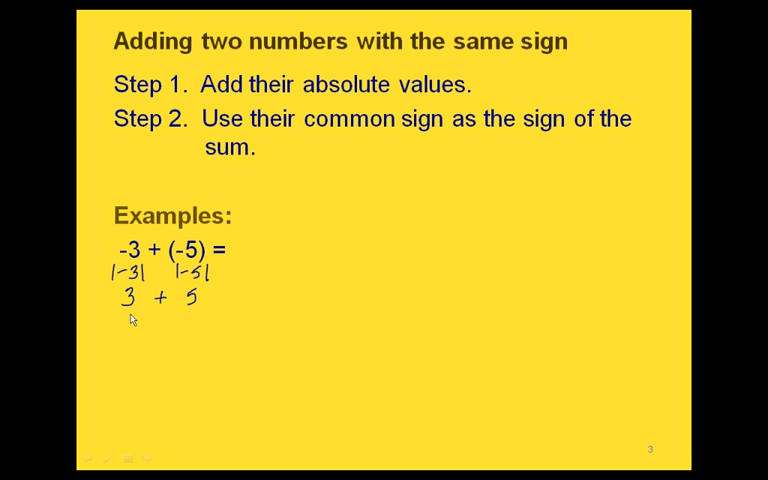 Adding two numbers with the same sign
Step 1. Add their absolute values.
Step 2. Use their common sign as the sign of the
sum.
Examples:
-3 + (-5) =
|-3| |-5|
3 + 5
3